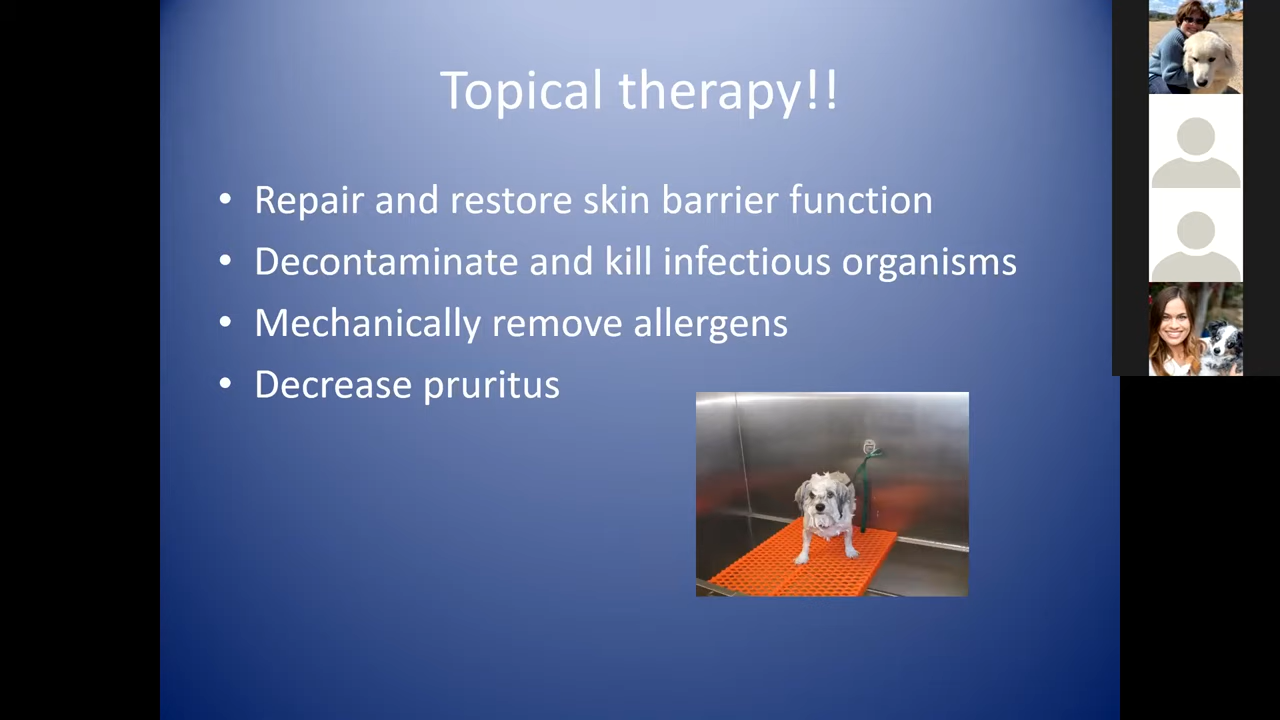 Topical therapy!!
• Repair and restore skin barrier function
• Decontaminate and kill infectious organisms
• Mechanically remove allergens
• Decrease pruritus